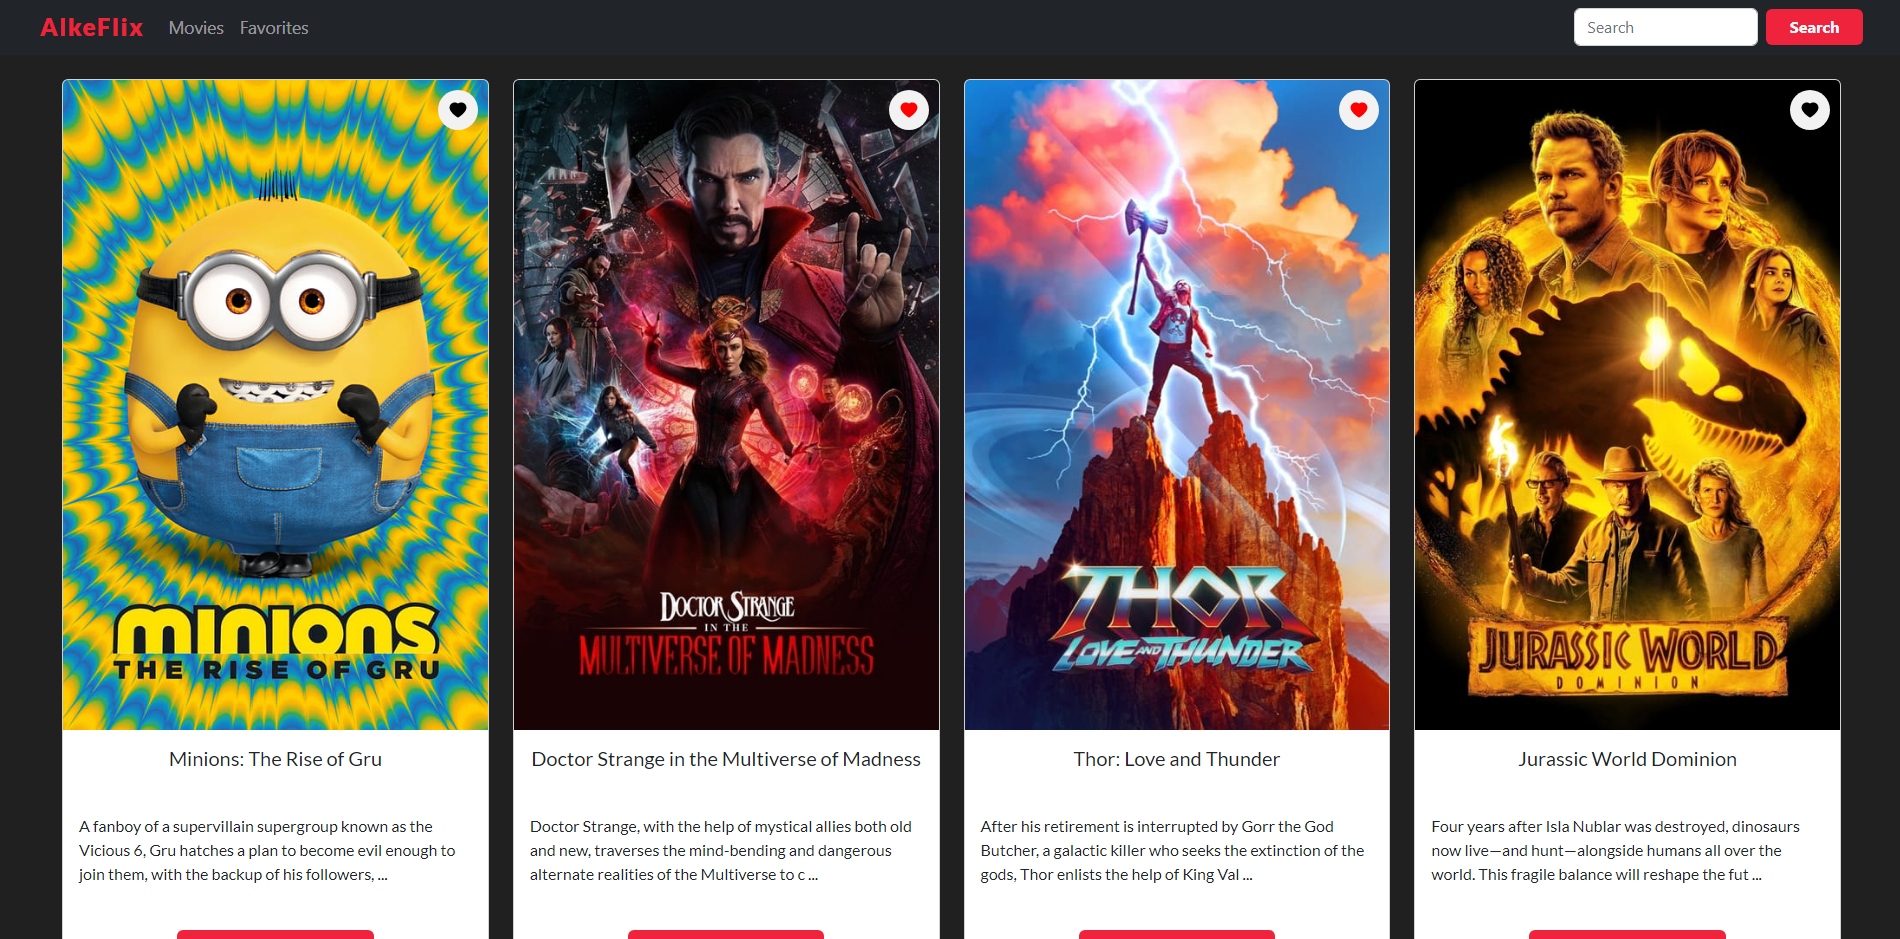 AlkeFlix Movies Favorites Search Search
MINIONS
THE RISE OF GRU
DOCTOR STRANGE
IN THE
MULTIVERSE OF MADNESS
THOR
LOVE AND THUNDER
JURASSIC WORLD
DOMINION
Minions: The Rise of Gru
A fanboy of a supervillain supergroup known as the
Vicious 6, Gru hatches a plan to become evil enough to
join them, with the backup of his followers, ...
Doctor Strange in the Multiverse of Madness
Doctor Strange, with the help of mystical allies both old
and new, traverses the mind-bending and dangerous
alternate realities of the Multiverse to c ...
Thor: Love and Thunder
After his retirement is interrupted by Gorr the God
Butcher, a galactic killer who seeks the extinction of the
gods, Thor enlists the help of King Val ...
Jurassic World Dominion
Four years after Isla Nublar was destroyed, dinosaurs
now live—and hunt—alongside humans all over the
world. This fragile balance will reshape the fut ...